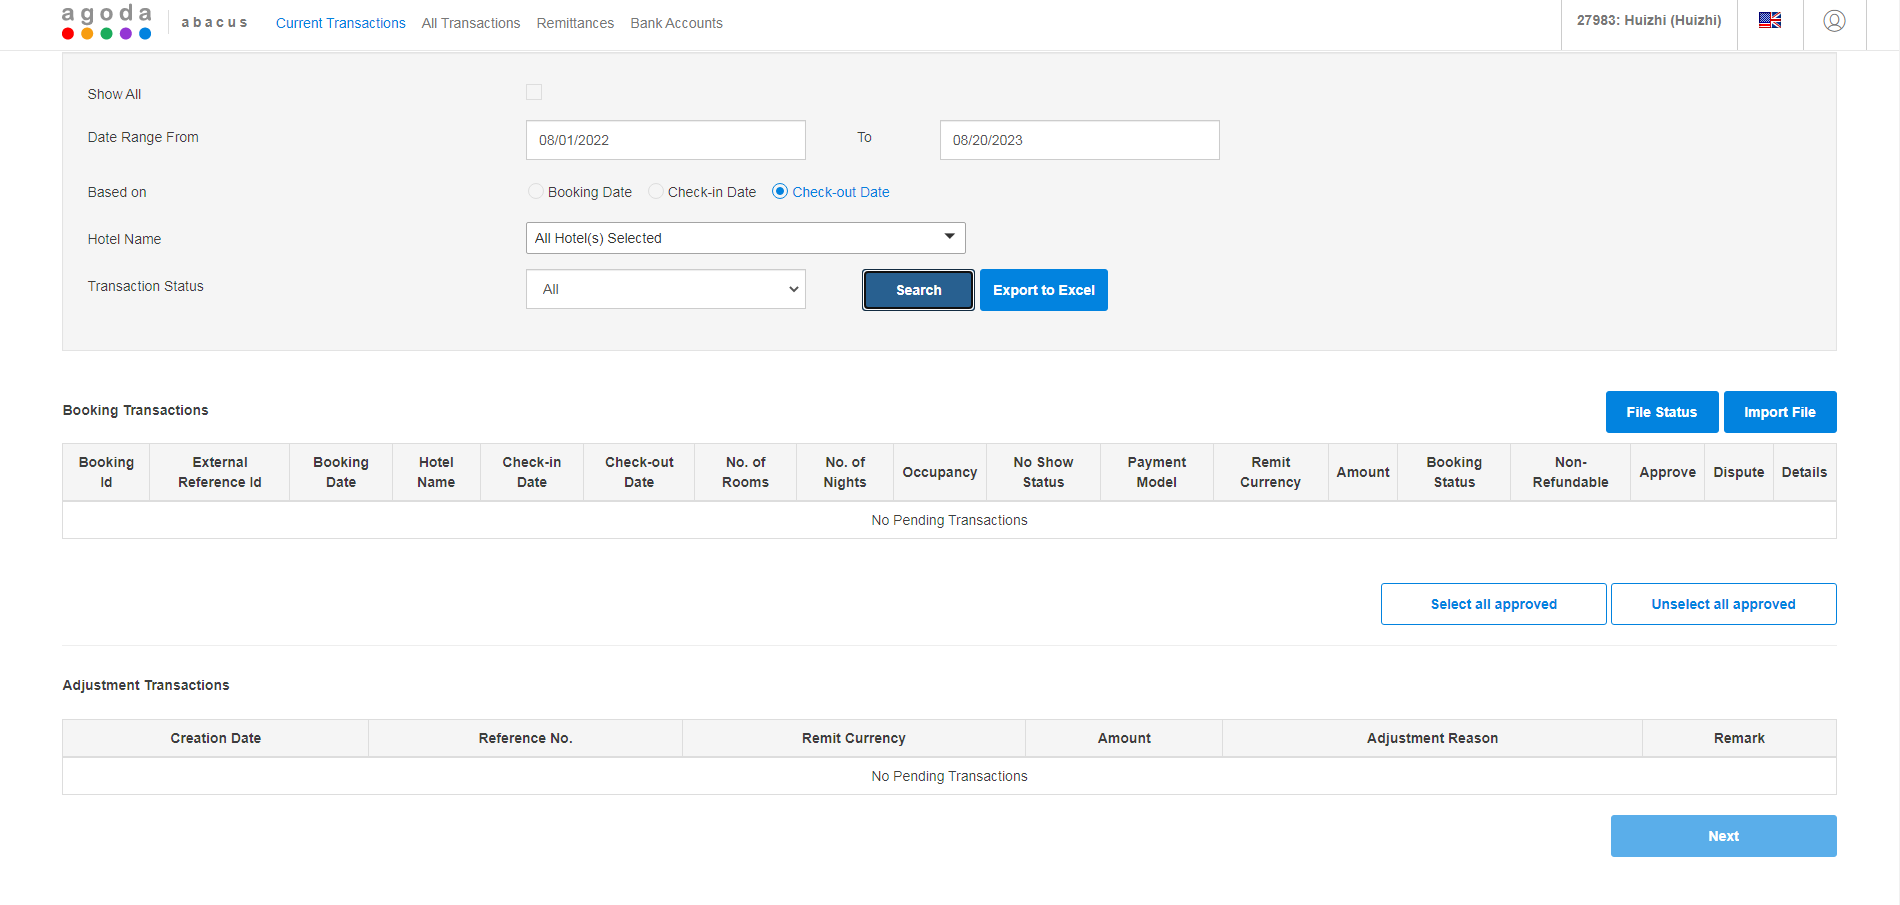 agoda abacus Current Transactions All Transactions Remittances Bank Accounts 27983: Huizhi (Huizhi)
Show All
Date Range From 08/01/2022 To 08/20/2023
Based on Booking Date Check-in Date Check-out Date
Hotel Name All Hotel(s) Selected
Transaction Status All Search Export to Excel
Booking Transactions File Status Import File
Booking Id External Reference Id Booking Date Hotel Name Check-in Date Check-out Date No. of Rooms No. of Nights Occupancy No Show Status Payment Model Remit Currency Amount Booking Status Non-Refundable Approve Dispute Details
No Pending Transactions
Select all approved Unselect all approved
Adjustment Transactions
Creation Date Reference No. Remit Currency Amount Adjustment Reason Remark
No Pending Transactions
Next